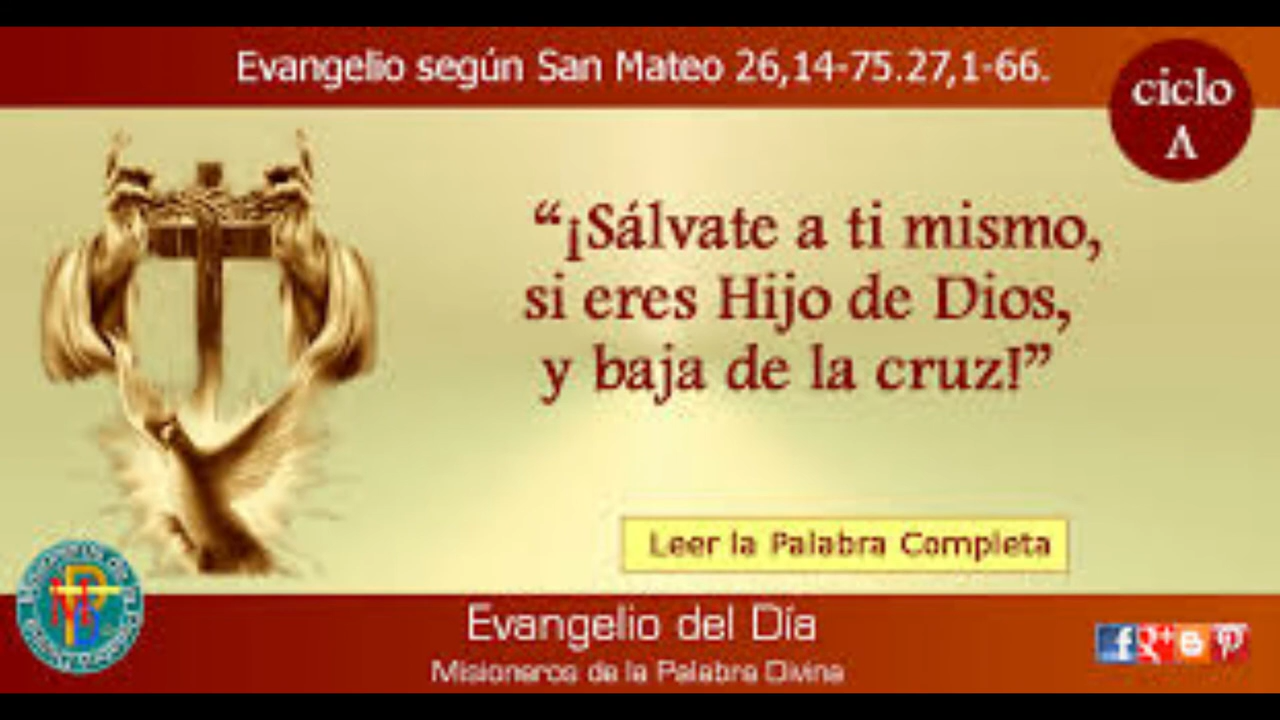 Evangelio según San Mateo 26,14-75.27,1-66.
ciclo
A
“¡Sálvate a ti mismo,
si eres Hijo de Dios,
y baja de la cruz!”
Leer la Palabra Completa
Evangelio del Día
Misioneros de la Palabra Divina